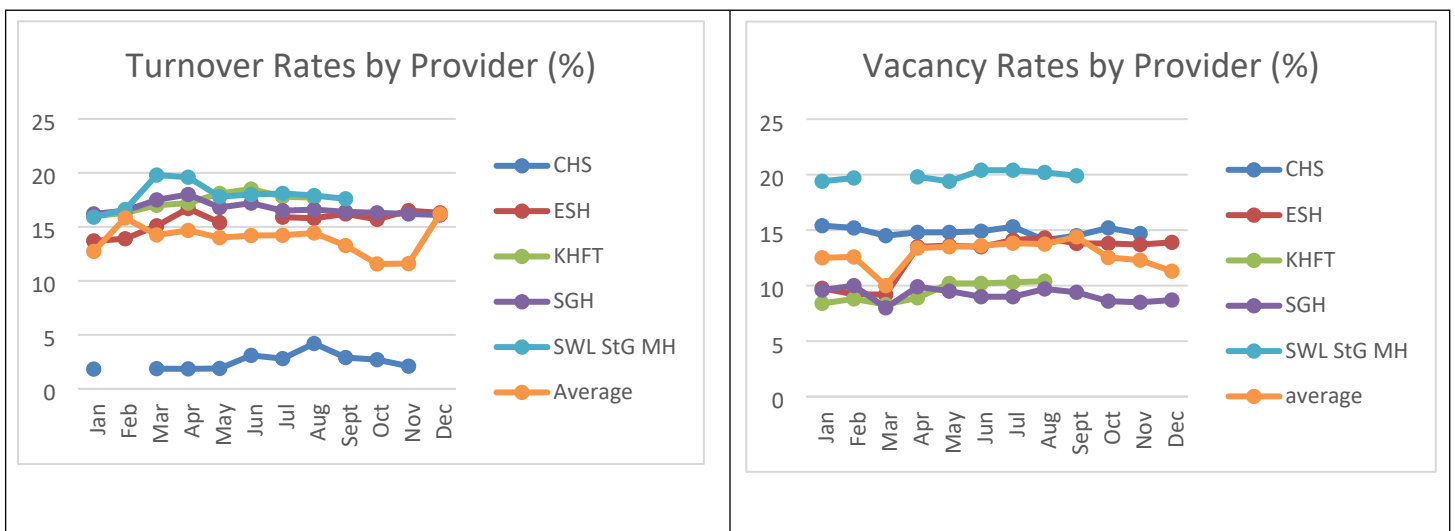 Turnover Rates by Provider (%)
25
20
15
10
5
0
Jan
Feb
Mar
Apr
May
Jun
Jul
Aug
Sept
Oct
Nov
Dec
CHS
ESH
KHFT
SGH
SWL StG MH
Average
Vacancy Rates by Provider (%)
25
20
15
10
5
0
Jan
Feb
Mar
Apr
May
Jun
Jul
Aug
Sept
Oct
Nov
Dec
CHS
ESH
KHFT
SGH
SWL StG MH
average